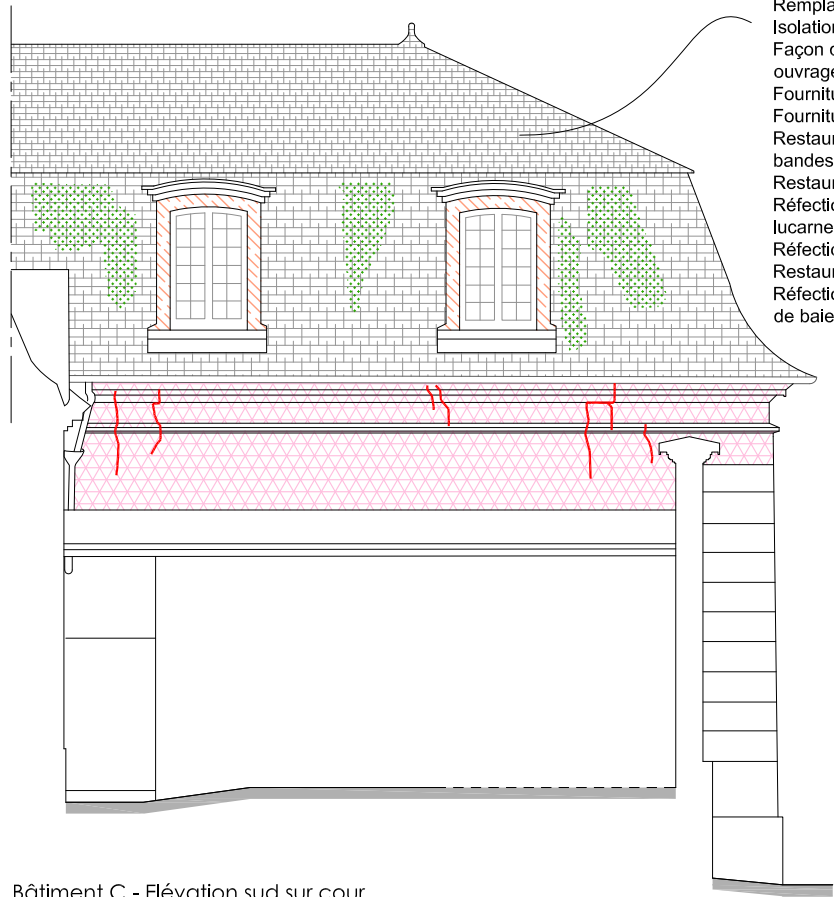 Rempla
Isolation
Façon d
ouvrage
Fournitu
Fournitu
Restaur
bandes
Restaur
Réfectio
lucarne
Réfectio
Restaur
Réfectio
de baie
Bâtiment C - Elévation sud sur cour